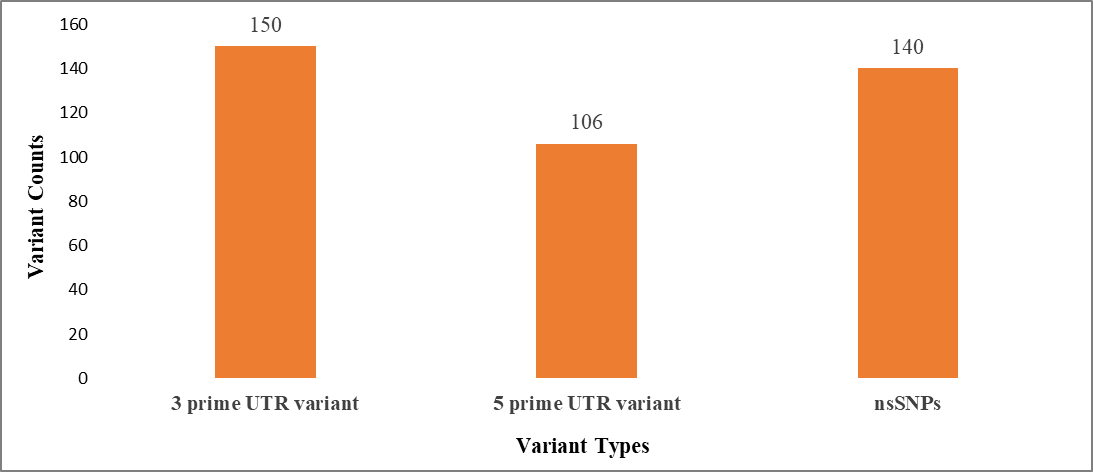 160
140
120
100
80
60
40
20
0
Variant Counts
150
106
140
3 prime UTR variant
5 prime UTR variant
nsSNPs
Variant Types